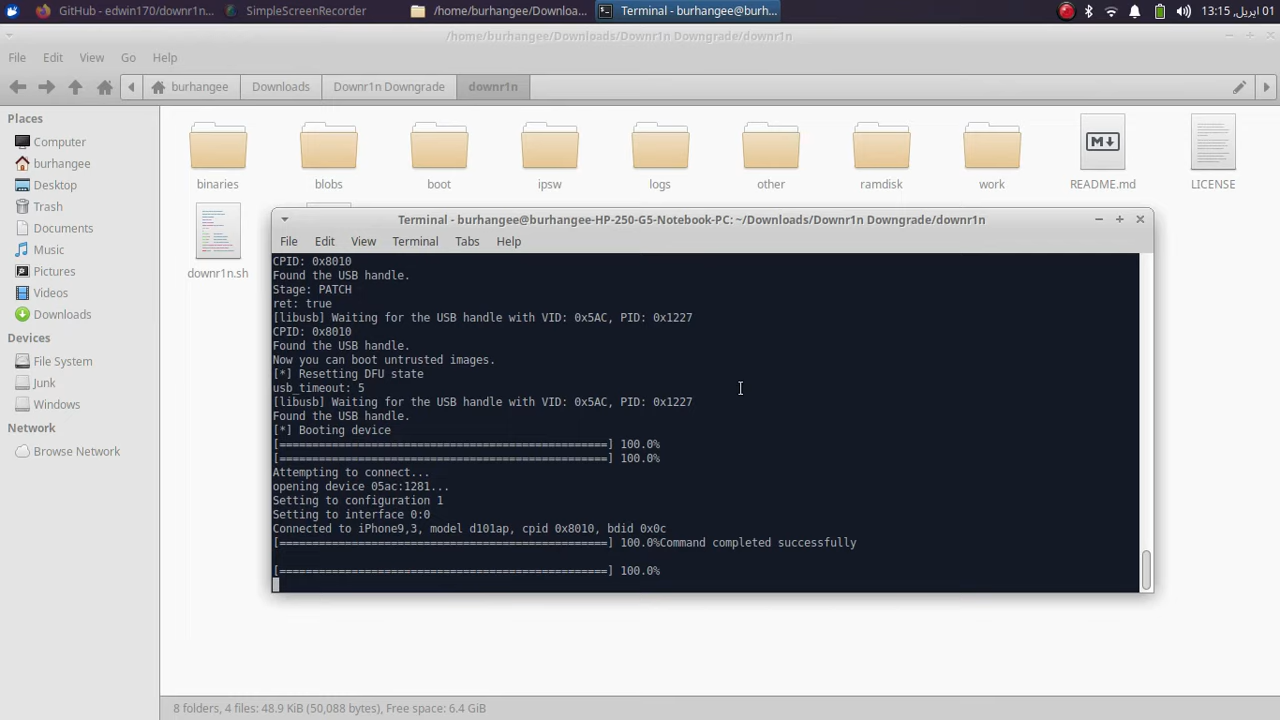 GitHub - edwin170/downr1n...
SimpleScreenRecorder
/home/burhangee/Downloa...
Terminal - burhangee@burh...
01 اپریل, 13:15
/home/burhangee/Downloads/Downr1n Downgrade/downr1n
File Edit View Go Help
burhangee Downloads Downr1n Downgrade downr1n
Places
Computer
burhangee
Desktop
Trash
Documents
Music
Pictures
Videos
Downloads
Devices
File System
Junk
Windows
Network
Browse Network
binaries blobs boot ipsw logs other ramdisk work README.md LICENSE
downr1n.sh
Terminal - burhangee@burhangee-HP-250-G5-Notebook-PC: ~/Downloads/Downr1n Downgrade/downr1n
File Edit View Terminal Tabs Help
CPID: 0x8010
Found the USB handle.
Stage: PATCH
ret: true
[libusb] Waiting for the USB handle with VID: 0x5AC, PID: 0x1227
CPID: 0x8010
Found the USB handle.
Now you can boot untrusted images.
[*] Resetting DFU state
usb_timeout: 5
[libusb] Waiting for the USB handle with VID: 0x5AC, PID: 0x1227
Found the USB handle.
[*] Booting device
[==================================================] 100.0%
[==================================================] 100.0%
Attempting to connect...
opening device 05ac:1281...
Setting to configuration 1
Setting to interface 0:0
Connected to iPhone9,3, model d101ap, cpid 0x8010, bdid 0x0c
[==================================================] 100.0%Command completed successfully
[==================================================] 100.0%
8 folders, 4 files: 48.9 KiB (50,088 bytes), Free space: 6.4 GiB